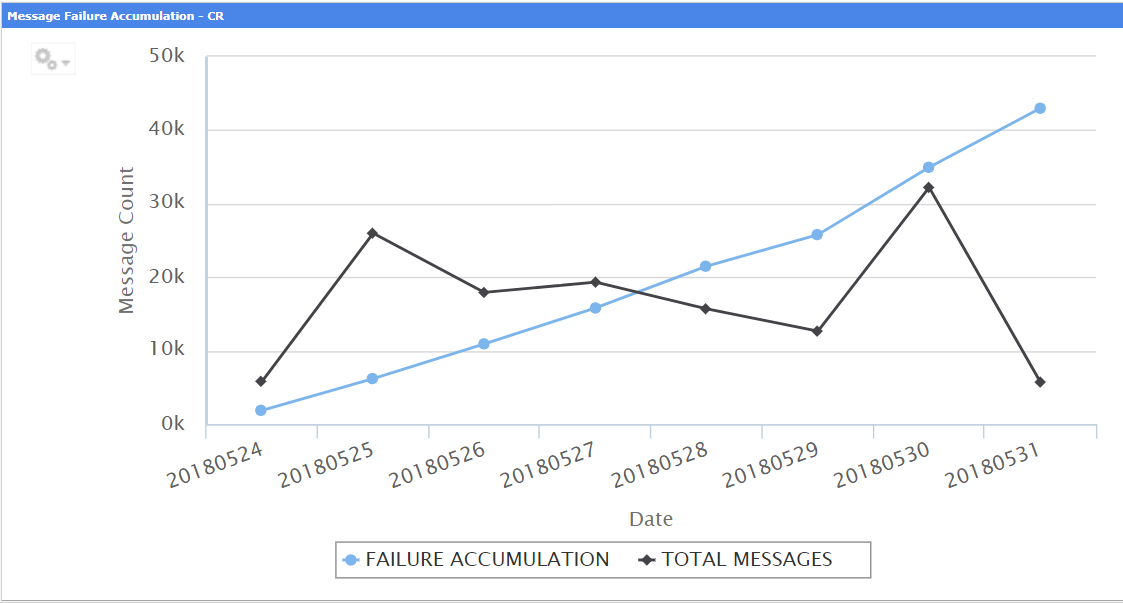 Message Failure Accumulation - CR
50k
40k
30k
20k
10k
0k
Message Count
20180524 20180525 20180526 20180527 20180528 20180529 20180530 20180531
Date
FAILURE ACCUMULATION TOTAL MESSAGES